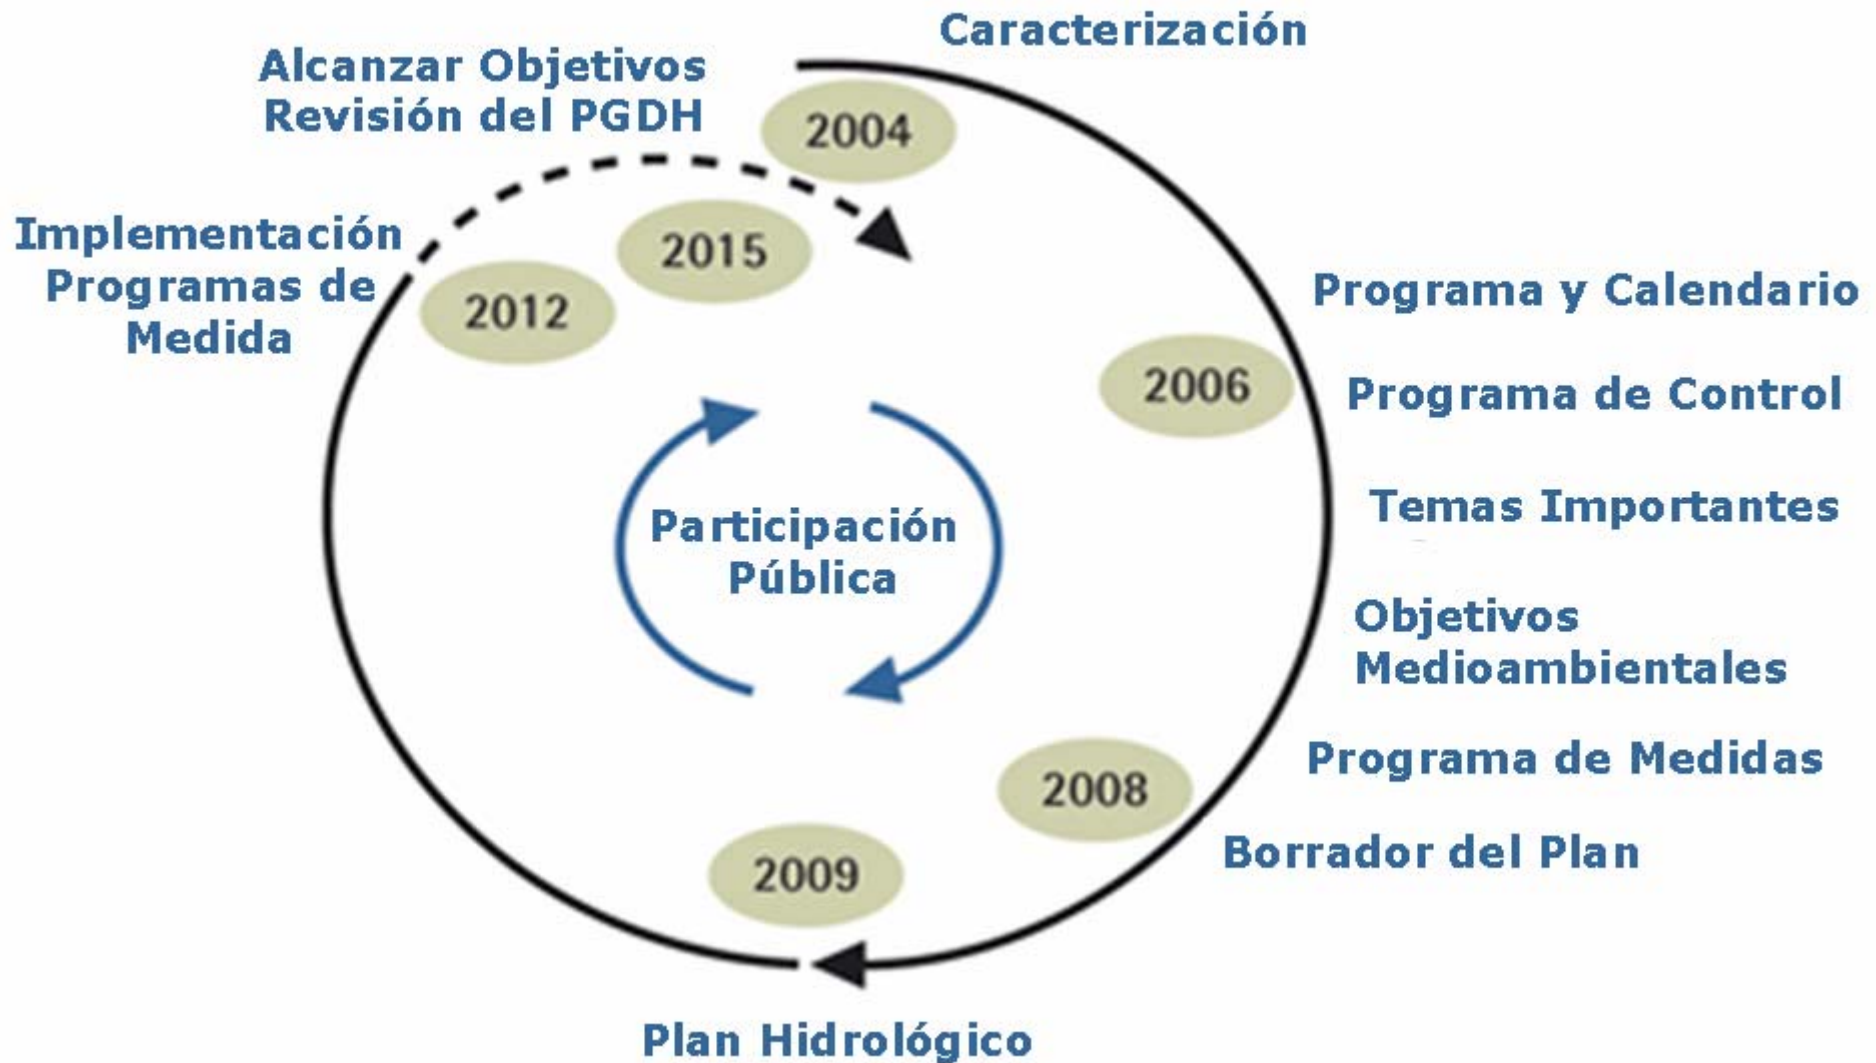 Caracterización
Alcanzar Objetivos
Revisión del PGDH
2004
Implementación
Programas de
Medida
2015
2012
Programa y Calendario
2006
Programa de Control
Temas Importantes
Participación
Pública
Objetivos
Medioambientales
Programa de Medidas
2008
Borrador del Plan
2009
Plan Hidrológico